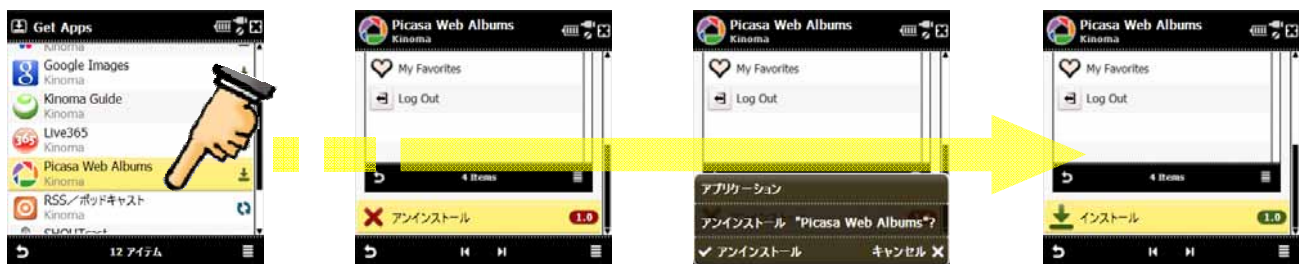 Get Apps
Kinoma
Google Images
Kinoma
Kinoma Guide
Kinoma
365
Live365
Kinoma
Picasa Web Albums
Kinoma
RSS／ポッドキャスト
Kinoma
SHOUTcast
12 アイテム
Picasa Web Albums
Kinoma
My Favorites
Log Out
4 Items
アンインストール
1.0
Picasa Web Albums
Kinoma
My Favorites
Log Out
アプリケーション
アンインストール "Picasa Web Albums"?
アンインストール キャンセル
Picasa Web Albums
Kinoma
My Favorites
Log Out
4 Items
インストール
1.0